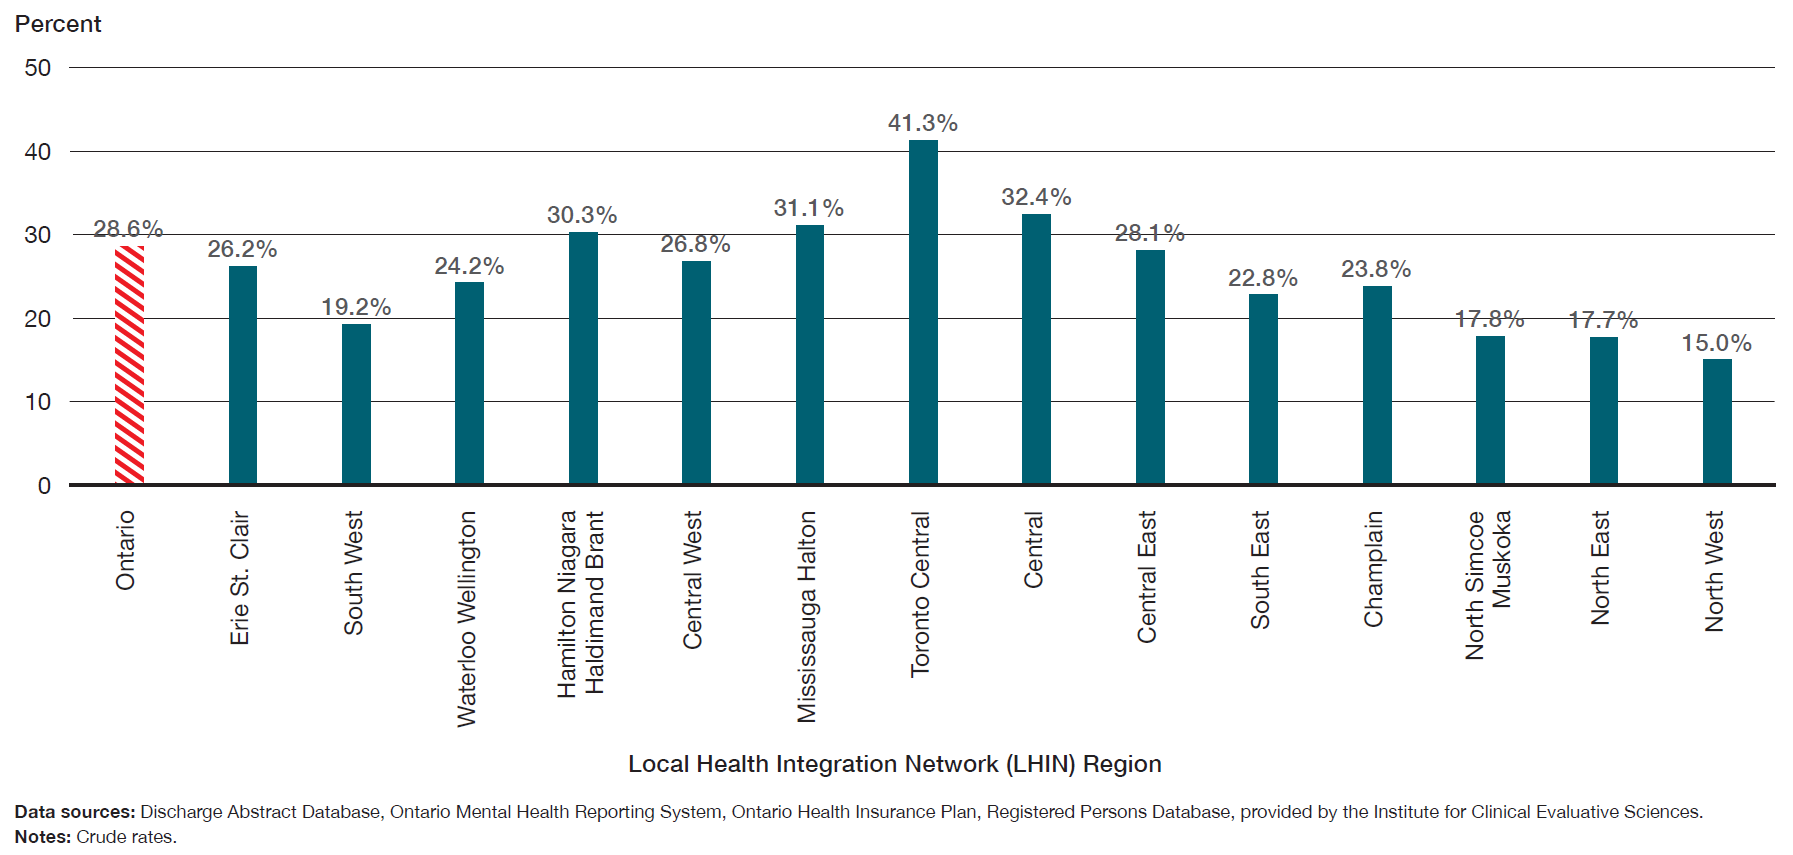 Percent
50
40
30
20
10
0
28.6%
26.2%
19.2%
24.2%
30.3%
26.8%
31.1%
41.3%
32.4%
28.1%
22.8%
23.8%
17.8%
17.7%
15.0%
Ontario
Erie St. Clair
South West
Waterloo Wellington
Hamilton Niagara
Haldimand Brant
Central West
Mississauga Halton
Toronto Central
Central
Central East
South East
Champlain
North Simcoe
Muskoka
North East
North West
Local Health Integration Network (LHIN) Region
Data sources: Discharge Abstract Database, Ontario Mental Health Reporting System, Ontario Health Insurance Plan, Registered Persons Database, provided by the Institute for Clinical Evaluative Sciences.
Notes: Crude rates.